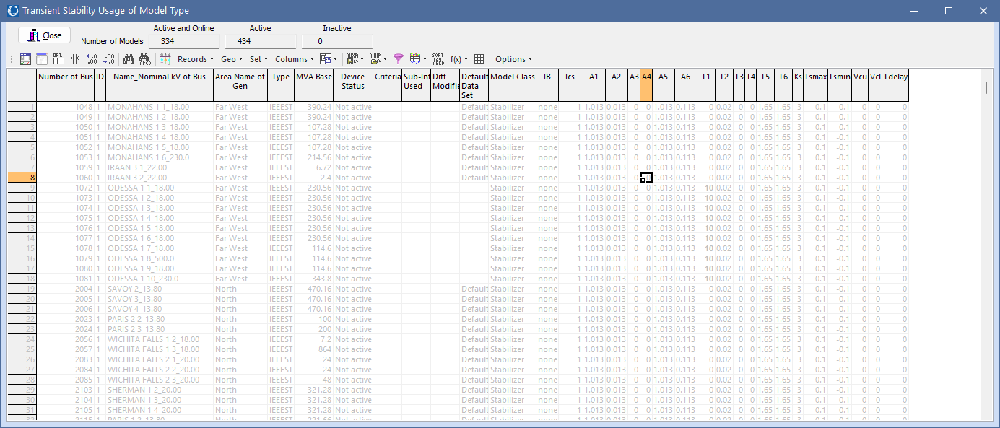 Transient Stability Usage of Model Type
Active and Online Active Inactive
Close Number of Models 334 434 0
Records Geo Set Columns AUXB AUXB SORT 124 ABCD f(x) Options
Number of Bus ID Name_Nominal kV of Bus Area Name of Gen Type MVA Base Device Status Criteria Sub-Int Used Diff Modifie Default Data Set Model Class IB Ics A1 A2 A3 A4 A5 A6 T1 T2 T3 T4 T5 T6 Ks Lsmax Lsmin Vcu Vcl Tdelay
1 1048 1 MONAHANS 1 1_18.00 Far West IEEEST 390.24 Not active Default Stabilizer none 1 1.013 0.013 0 0 1.013 0.113 0 0.02 0 0 1.65 1.65 3 0.1 -0.1 0 0 0
2 1049 1 MONAHANS 1 2_18.00 Far West IEEEST 390.24 Not active Default Stabilizer none 1 1.013 0.013 0 0 1.013 0.113 0 0.02 0 0 1.65 1.65 3 0.1 -0.1 0 0 0
3 1050 1 MONAHANS 1 3_18.00 Far West IEEEST 107.28 Not active Default Stabilizer none 1 1.013 0.013 0 0 1.013 0.113 0 0.02 0 0 1.65 1.65 3 0.1 -0.1 0 0 0
4 1051 1 MONAHANS 1 4_18.00 Far West IEEEST 107.28 Not active Default Stabilizer none 1 1.013 0.013 0 0 1.013 0.113 0 0.02 0 0 1.65 1.65 3 0.1 -0.1 0 0 0
5 1052 1 MONAHANS 1 5_18.00 Far West IEEEST 107.28 Not active Default Stabilizer none 1 1.013 0.013 0 0 1.013 0.113 0 0.02 0 0 1.65 1.65 3 0.1 -0.1 0 0 0
6 1053 1 MONAHANS 1 6_230.0 Far West IEEEST 214.56 Not active Default Stabilizer none 1 1.013 0.013 0 0 1.013 0.113 0 0.02 0 0 1.65 1.65 3 0.1 -0.1 0 0 0
7 1059 1 IRAAN 3 1_22.00 Far West IEEEST 6.72 Not active Default Stabilizer none 1 1.013 0.013 0 0 1.013 0.113 0 0.02 0 0 1.65 1.65 3 0.1 -0.1 0 0 0
8 1060 1 IRAAN 3 2_22.00 Far West IEEEST 2.4 Not active Default Stabilizer none 1 1.013 0.013 0 0 1.013 0.113 0 0.02 0 0 1.65 1.65 3 0.1 -0.1 0 0 0
9 1072 1 ODESSA 1 1_18.00 Far West IEEEST 230.56 Not active Stabilizer none 1 1.013 0.013 0 0 1.013 0.113 10 0.02 0 0 1.65 1.65 3 0.1 -0.1 0 0 0
10 1073 1 ODESSA 1 2_18.00 Far West IEEEST 230.56 Not active Stabilizer none 1 1.013 0.013 0 0 1.013 0.113 10 0.02 0 0 1.65 1.65 3 0.1 -0.1 0 0 0
11 1074 1 ODESSA 1 3_18.00 Far West IEEEST 230.56 Not active Stabilizer none 1 1.013 0.013 0 0 1.013 0.113 10 0.02 0 0 1.65 1.65 3 0.1 -0.1 0 0 0
12 1075 1 ODESSA 1 4_18.00 Far West IEEEST 230.56 Not active Stabilizer none 1 1.013 0.013 0 0 1.013 0.113 10 0.02 0 0 1.65 1.65 3 0.1 -0.1 0 0 0
13 1076 1 ODESSA 1 5_18.00 Far West IEEEST 230.56 Not active Stabilizer none 1 1.013 0.013 0 0 1.013 0.113 10 0.02 0 0 1.65 1.65 3 0.1 -0.1 0 0 0
14 1077 1 ODESSA 1 6_18.00 Far West IEEEST 230.56 Not active Stabilizer none 1 1.013 0.013 0 0 1.013 0.113 10 0.02 0 0 1.65 1.65 3 0.1 -0.1 0 0 0
15 1078 1 ODESSA 1 7_18.00 Far West IEEEST 114.6 Not active Stabilizer none 1 1.013 0.013 0 0 1.013 0.113 10 0.02 0 0 1.65 1.65 3 0.1 -0.1 0 0 0
16 1079 1 ODESSA 1 8_500.0 Far West IEEEST 114.6 Not active Stabilizer none 1 1.013 0.013 0 0 1.013 0.113 10 0.02 0 0 1.65 1.65 3 0.1 -0.1 0 0 0
17 1080 1 ODESSA 1 9_18.00 Far West IEEEST 114.6 Not active Stabilizer none 1 1.013 0.013 0 0 1.013 0.113 10 0.02 0 0 1.65 1.65 3 0.1 -0.1 0 0 0
18 1081 1 ODESSA 1 10_230.0 Far West IEEEST 343.8 Not active Stabilizer none 1 1.013 0.013 0 0 1.013 0.113 10 0.02 0 0 1.65 1.65 3 0.1 -0.1 0 0 0
19 2004 1 SAVOY 2_13.80 North IEEEST 470.16 Not active Default Stabilizer none 1 1.013 0.013 0 0 1.013 0.113 0 0.02 0 0 1.65 1.65 3 0.1 -0.1 0 0 0
20 2005 1 SAVOY 3_13.80 North IEEEST 470.16 Not active Default Stabilizer none 1 1.013 0.013 0 0 1.013 0.113 0 0.02 0 0 1.65 1.65 3 0.1 -0.1 0 0 0
21 2006 1 SAVOY 4_13.80 North IEEEST 470.16 Not active Default Stabilizer none 1 1.013 0.013 0 0 1.013 0.113 0 0.02 0 0 1.65 1.65 3 0.1 -0.1 0 0 0
22 2023 1 PARIS 2 2_13.80 North IEEEST 100 Not active Default Stabilizer none 1 1.013 0.013 0 0 1.013 0.113 0 0.02 0 0 1.65 1.65 3 0.1 -0.1 0 0 0
23 2024 1 PARIS 2 3_13.80 North IEEEST 200 Not active Default Stabilizer none 1 1.013 0.013 0 0 1.013 0.113 0 0.02 0 0 1.65 1.65 3 0.1 -0.1 0 0 0
24 2056 1 WICHITA FALLS 1 2_18.00 North IEEEST 7.2 Not active Default Stabilizer none 1 1.013 0.013 0 0 1.013 0.113 0 0.02 0 0 1.65 1.65 3 0.1 -0.1 0 0 0
25 2057 1 WICHITA FALLS 1 3_18.00 North IEEEST 864 Not active Default Stabilizer none 1 1.013 0.013 0 0 1.013 0.113 0 0.02 0 0 1.65 1.65 3 0.1 -0.1 0 0 0
26 2083 1 WICHITA FALLS 2 1_20.00 North IEEEST 24 Not active Default Stabilizer none 1 1.013 0.013 0 0 1.013 0.113 0 0.02 0 0 1.65 1.65 3 0.1 -0.1 0 0 0
27 2084 1 WICHITA FALLS 2 2_20.00 North IEEEST 24 Not active Default Stabilizer none 1 1.013 0.013 0 0 1.013 0.113 0 0.02 0 0 1.65 1.65 3 0.1 -0.1 0 0 0
28 2085 1 WICHITA FALLS 2 3_20.00 North IEEEST 48 Not active Default Stabilizer none 1 1.013 0.013 0 0 1.013 0.113 0 0.02 0 0 1.65 1.65 3 0.1 -0.1 0 0 0
29 2103 1 SHERMAN 1 2_20.00 North IEEEST 321.28 Not active Default Stabilizer none 1 1.013 0.013 0 0 1.013 0.113 0 0.02 0 0 1.65 1.65 3 0.1 -0.1 0 0 0
30 2104 1 SHERMAN 1 3_20.00 North IEEEST 321.28 Not active Default Stabilizer none 1 1.013 0.013 0 0 1.013 0.113 0 0.02 0 0 1.65 1.65 3 0.1 -0.1 0 0 0
31 2105 1 SHERMAN 1 4_20.00 North IEEEST 321.28 Not active Default Stabilizer none 1 1.013 0.013 0 0 1.013 0.113 0 0.02 0 0 1.65 1.65 3 0.1 -0.1 0 0 0